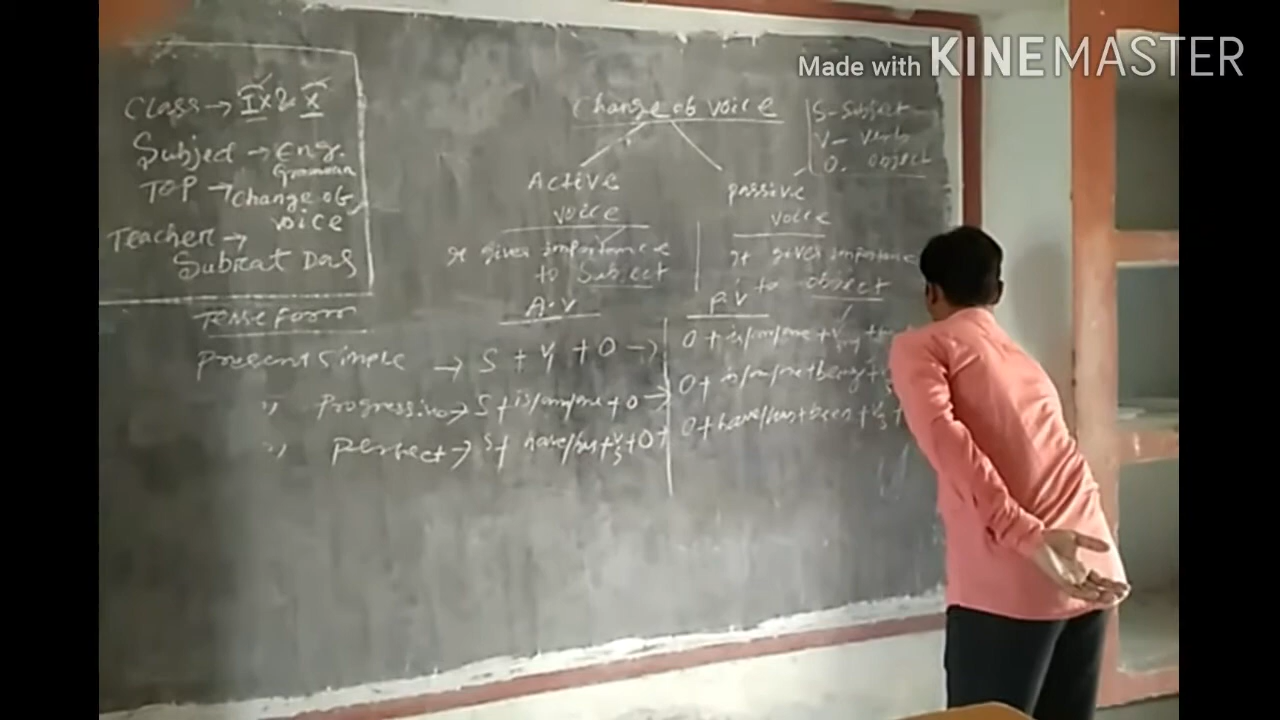 Made with KINEMASTER
Class → IX & X
Subjed → Eng.
Grammar
TOP → Change of
voice
Teacher →
Subrat Das
Change of voice
S - Subject
V - Verb
O. Object
Active
voice
It gives importance
to Subject
passive
voice
It gives importance
to object
Tense Form
A.V
P.V
Present Simple → S + V + O →
O + is/am/are +
" Progressive → S + is/am/are + O →
O + is/am/are + being +
" perfect → S + have/has + V3 + O →
O + have/has + been + V3 +